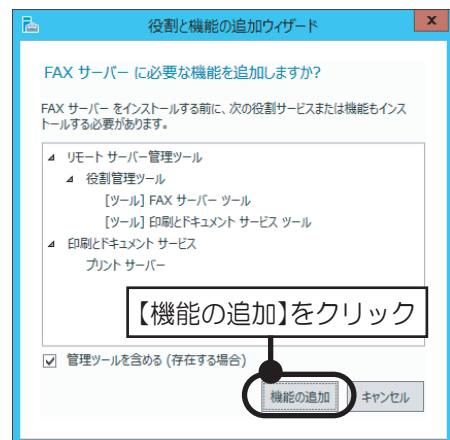 役割と機能の追加ウィザード
x
FAX サーバー に必要な機能を追加しますか?
FAX サーバー をインストールする前に、次の役割サービスまたは機能もインス
トールする必要があります。
リモート サーバー管理ツール
役割管理ツール
[ツール] FAX サーバー ツール
[ツール] 印刷とドキュメント サービス ツール
印刷とドキュメント サービス
プリント サーバー
【機能の追加】をクリック
管理ツールを含める (存在する場合)
機能の追加 キャンセル